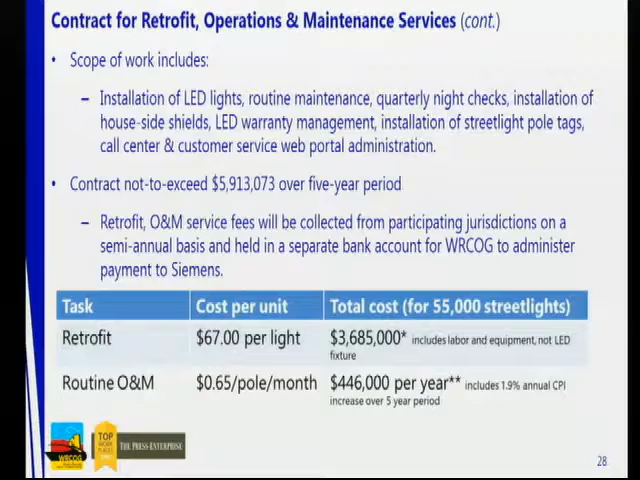 Contract for Retrofit, Operations & Maintenance Services (cont.)
• Scope of work includes:
– Installation of LED lights, routine maintenance, quarterly night checks, installation of
house-side shields, LED warranty management, installation of streetlight pole tags,
call center & customer service web portal administration.
• Contract not-to-exceed $5,913,073 over five-year period
– Retrofit, O&M service fees will be collected from participating jurisdictions on a
semi-annual basis and held in a separate bank account for WRCOG to administer
payment to Siemens.
Task Cost per unit Total cost (for 55,000 streetlights)
Retrofit $67.00 per light $3,685,000* includes labor and equipment, not LED
fixture
Routine O&M $0.65/pole/month $446,000 per year** includes 1.9% annual CPI
increase over 5 year period
WRCOG
TOP
WORK
PLACES
THE PRESS-ENTERPRISE
28